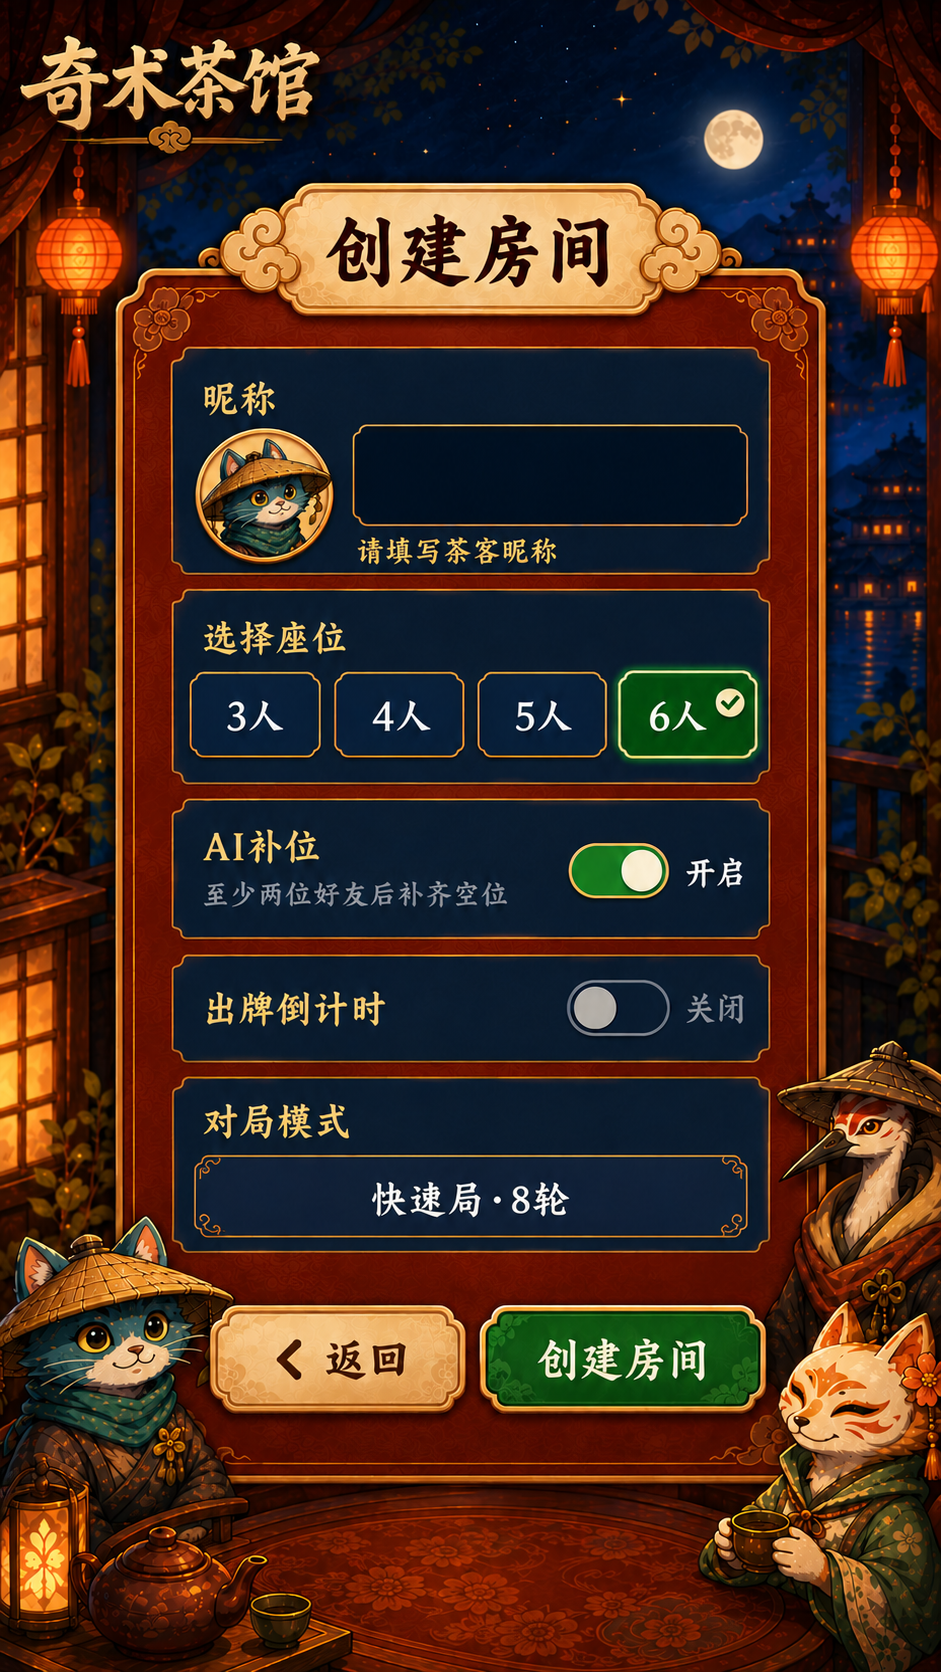 奇术茶馆
创建房间
昵称
请填写茶客昵称
选择座位
3人 4人 5人 6人
AI补位
至少两位好友后补齐空位
开启
出牌倒计时
关闭
对局模式
快速局·8轮
返回
创建房间